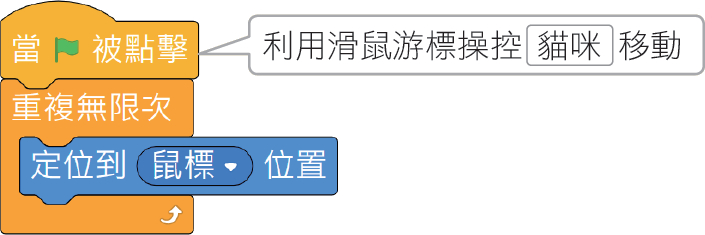 當 被點擊
利用滑鼠游標操控 貓咪 移動
重複無限次
定位到 鼠標 位置